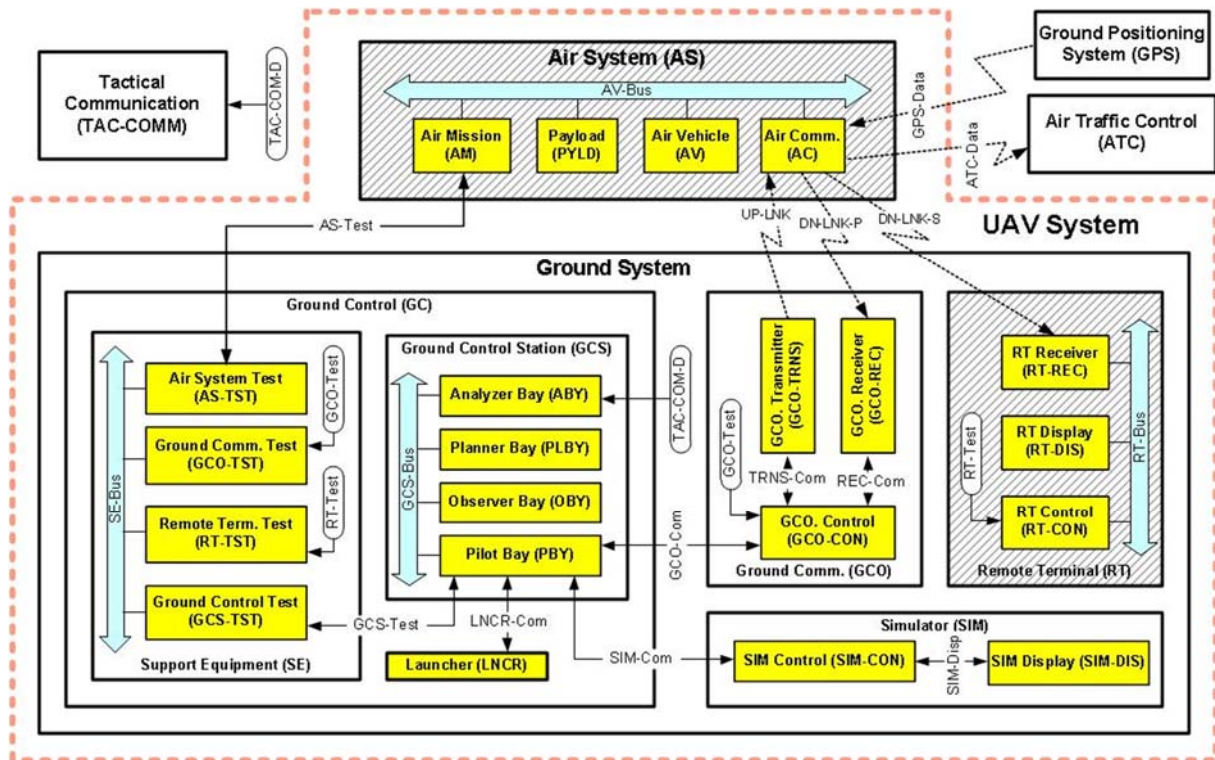 Tactical
Communication
(TAC-COMM)
TAC-COM-D
Air System (AS)
AV-Bus
Air Mission
(AM)
Payload
(PYLD)
Air Vehicle
(AV)
Air Comm.
(AC)
GPS-Data
Ground Positioning
System (GPS)
Air Traffic Control
(ATC)
ATC-Data
AS-Test
UP-LNK
DN-LNK-P
DN-LNK-S
UAV System
Ground System
Ground Control (GC)
SE-Bus
Air System Test
(AS-TST)
GCO-Test
Ground Comm. Test
(GCO-TST)
Remote Term. Test
(RT-TST)
RT-Test
Ground Control Test
(GCS-TST)
Support Equipment (SE)
Ground Control Station (GCS)
GCS-Bus
Analyzer Bay (ABY)
Planner Bay (PLBY)
Observer Bay (OBY)
Pilot Bay (PBY)
TAC-COM-D
GCS-Test
LNCR-Com
Launcher (LNCR)
GCO-Com
SIM-Com
GCO. Transmitter
(GCO-TRNS)
GCO. Receiver
(GCO-REC)
GCO-Test
TRNS-Com
REC-Com
GCO. Control
(GCO-CON)
Ground Comm. (GCO)
RT Receiver
(RT-REC)
RT Display
(RT-DIS)
RT-Test
RT Control
(RT-CON)
RT-Bus
Remote Terminal (RT)
Simulator (SIM)
SIM Control (SIM-CON)
SIM-Disp
SIM Display (SIM-DIS)